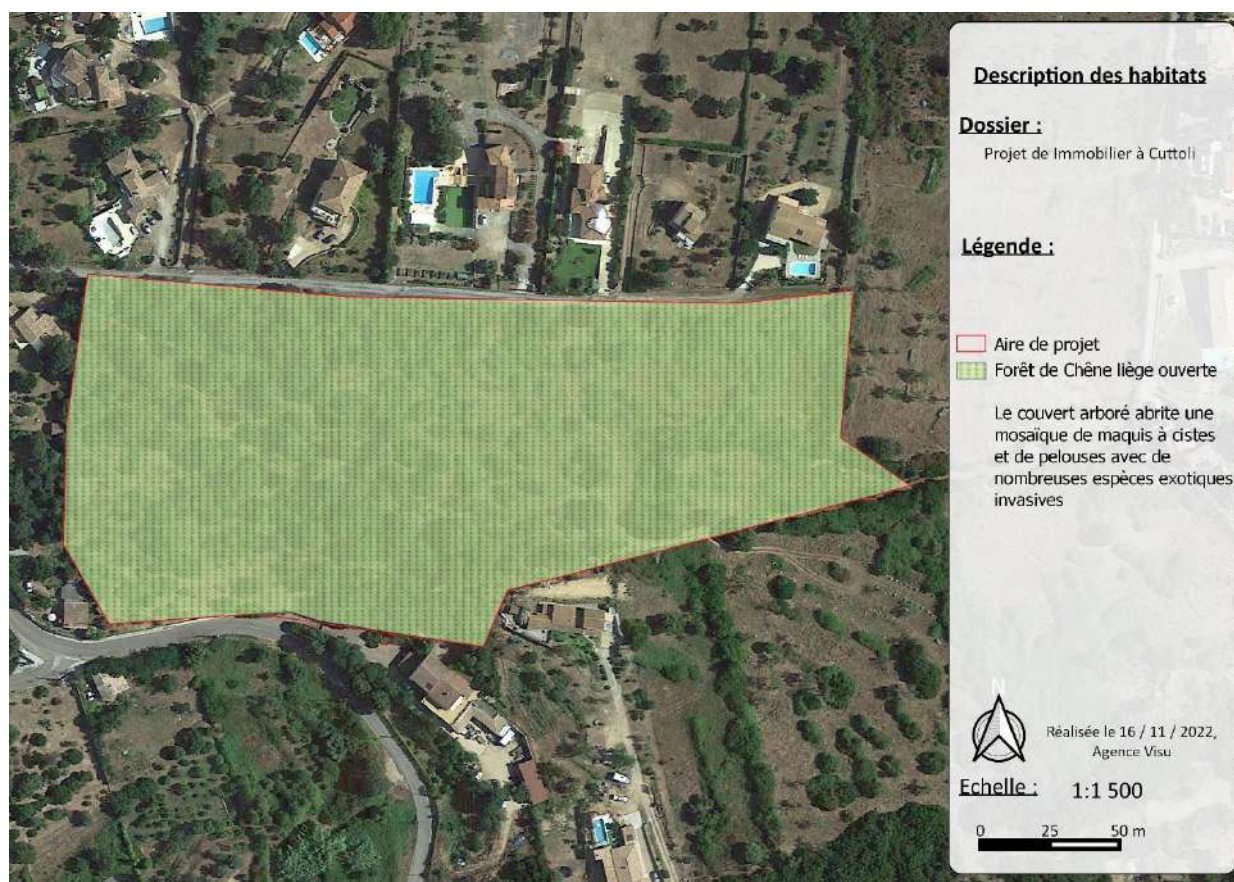 Description des habitats
Dossier :
Projet de Immobilier à Cuttoli
Légende :
Aire de projet
Forêt de Chêne liège ouverte
Le couvert arboré abrite une
mosaïque de maquis à cistes
et de pelouses avec de
nombreuses espèces exotiques
invasives
N
Réalisée le 16 / 11 / 2022,
Agence Visu
Echelle :
1:1 500
0 25 50 m